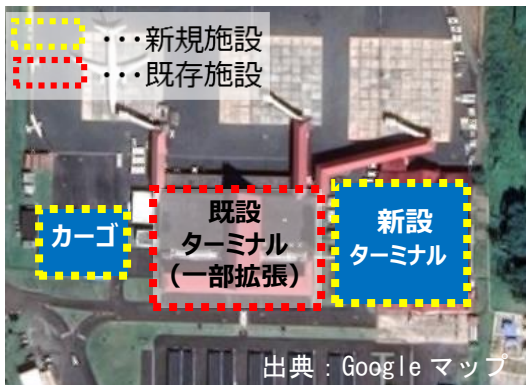 ・・・新規施設
・・・既存施設
カーゴ
既設
ターミナル
（一部拡張）
新設
ターミナル
出典：Google マップ